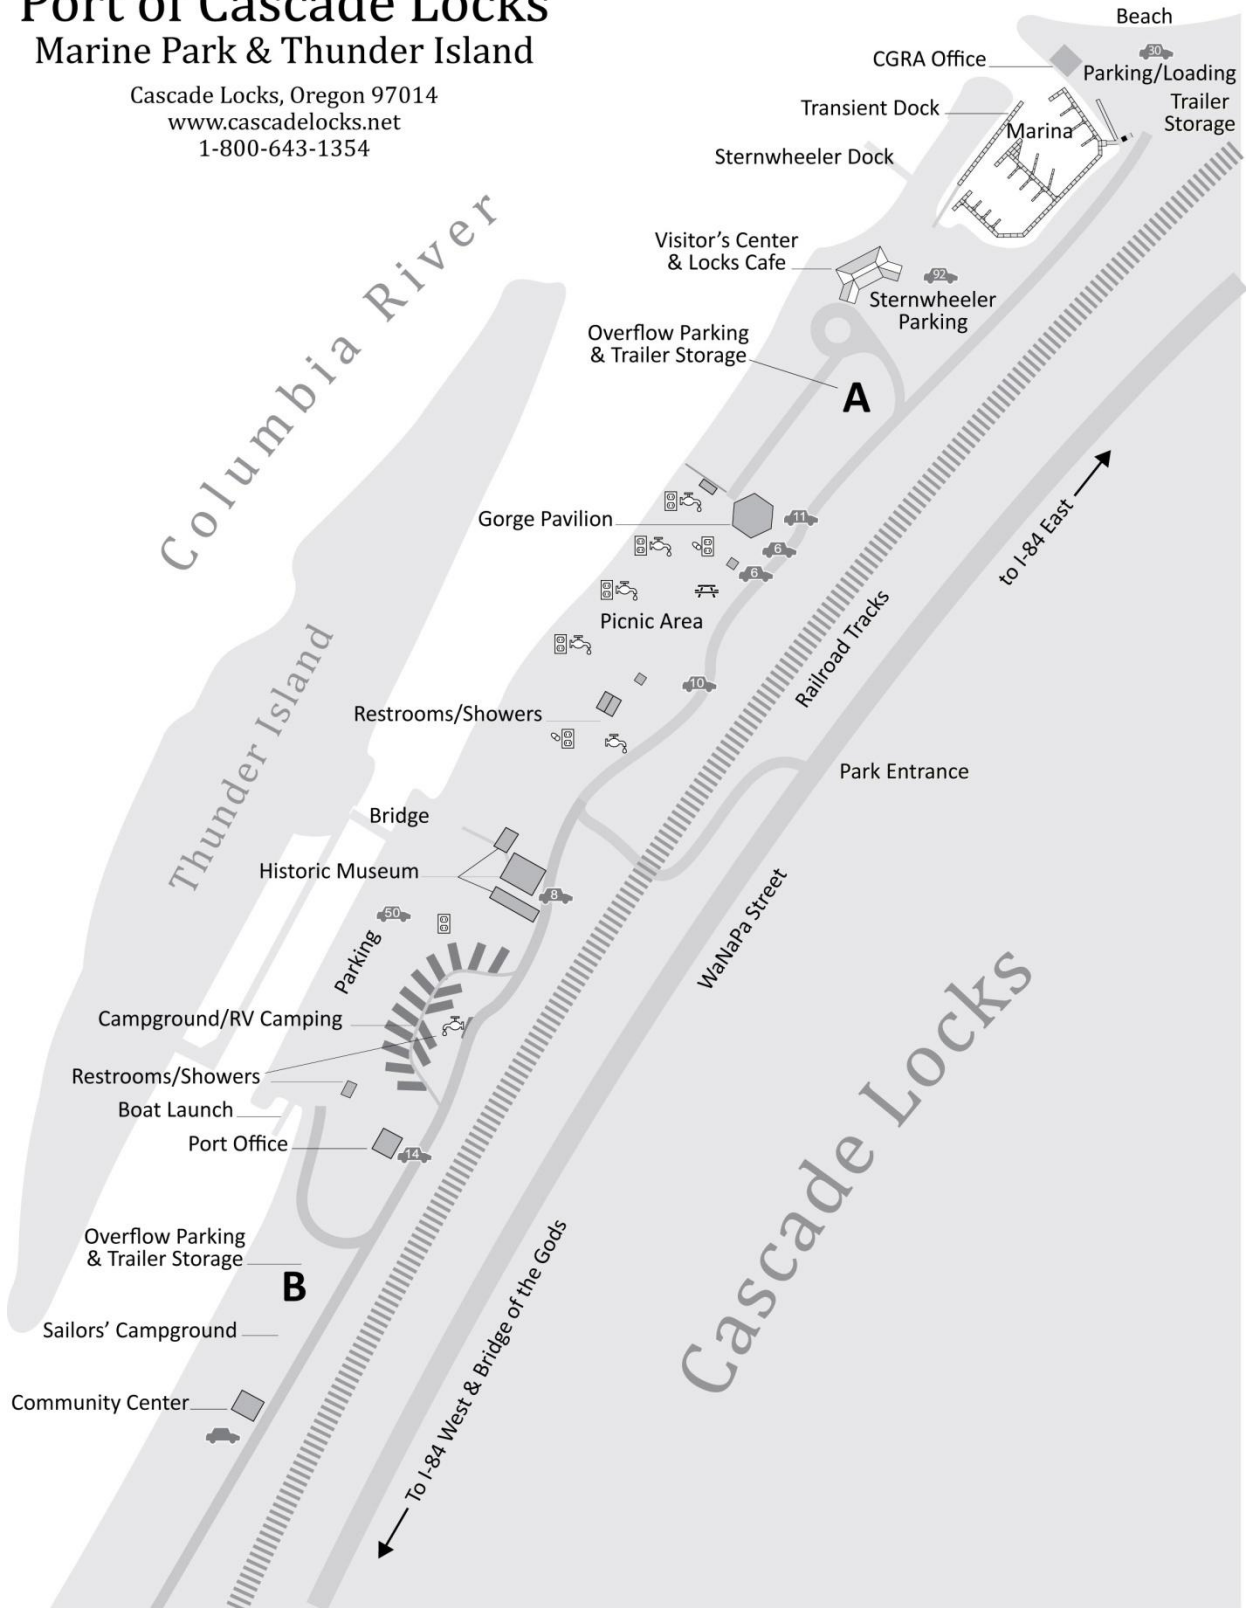 Port of Cascade Locks
Marine Park & Thunder Island
Cascade Locks, Oregon 97014
www.cascadelocks.net
1-800-643-1354
Beach
CGRA Office
30
Parking/Loading
Trailer
Storage
Transient Dock
Marina
Sternwheeler Dock
Visitor's Center
& Locks Cafe
92
Sternwheeler
Parking
Columbia River
Overflow Parking
& Trailer Storage
A
Gorge Pavilion
11
6
6
to I-84 East
Picnic Area
Railroad Tracks
Thunder Island
10
Restrooms/Showers
Park Entrance
Bridge
Historic Museum
8
50
Parking
WaNaPa Street
Campground/RV Camping
Restrooms/Showers
Boat Launch
Port Office
14
Cascade Locks
Overflow Parking
& Trailer Storage
B
Sailors' Campground
Community Center
To I-84 West & Bridge of the Gods